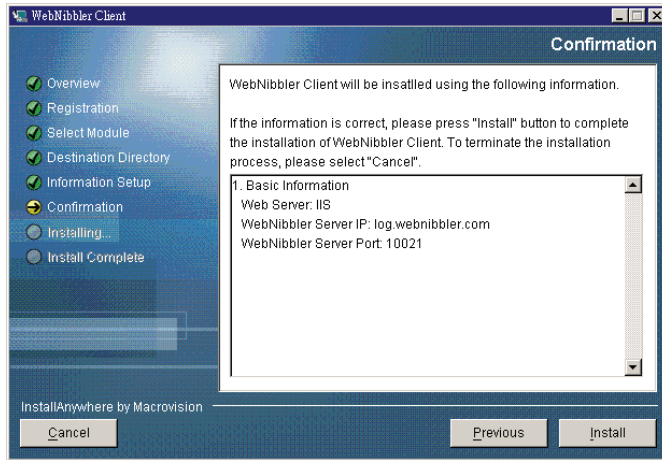 WebNibbler Client
Confirmation
Overview
Registration
Select Module
Destination Directory
Information Setup
Confirmation
Installing...
Install Complete
WebNibbler Client will be insatlled using the following information.
If the information is correct, please press "Install" button to complete
the installation of WebNibbler Client. To terminate the installation
process, please select "Cancel".
1. Basic Information
Web Server: IIS
WebNibbler Server IP: log.webnibbler.com
WebNibbler Server Port: 10021
InstallAnywhere by Macrovision
Cancel
Previous
Install